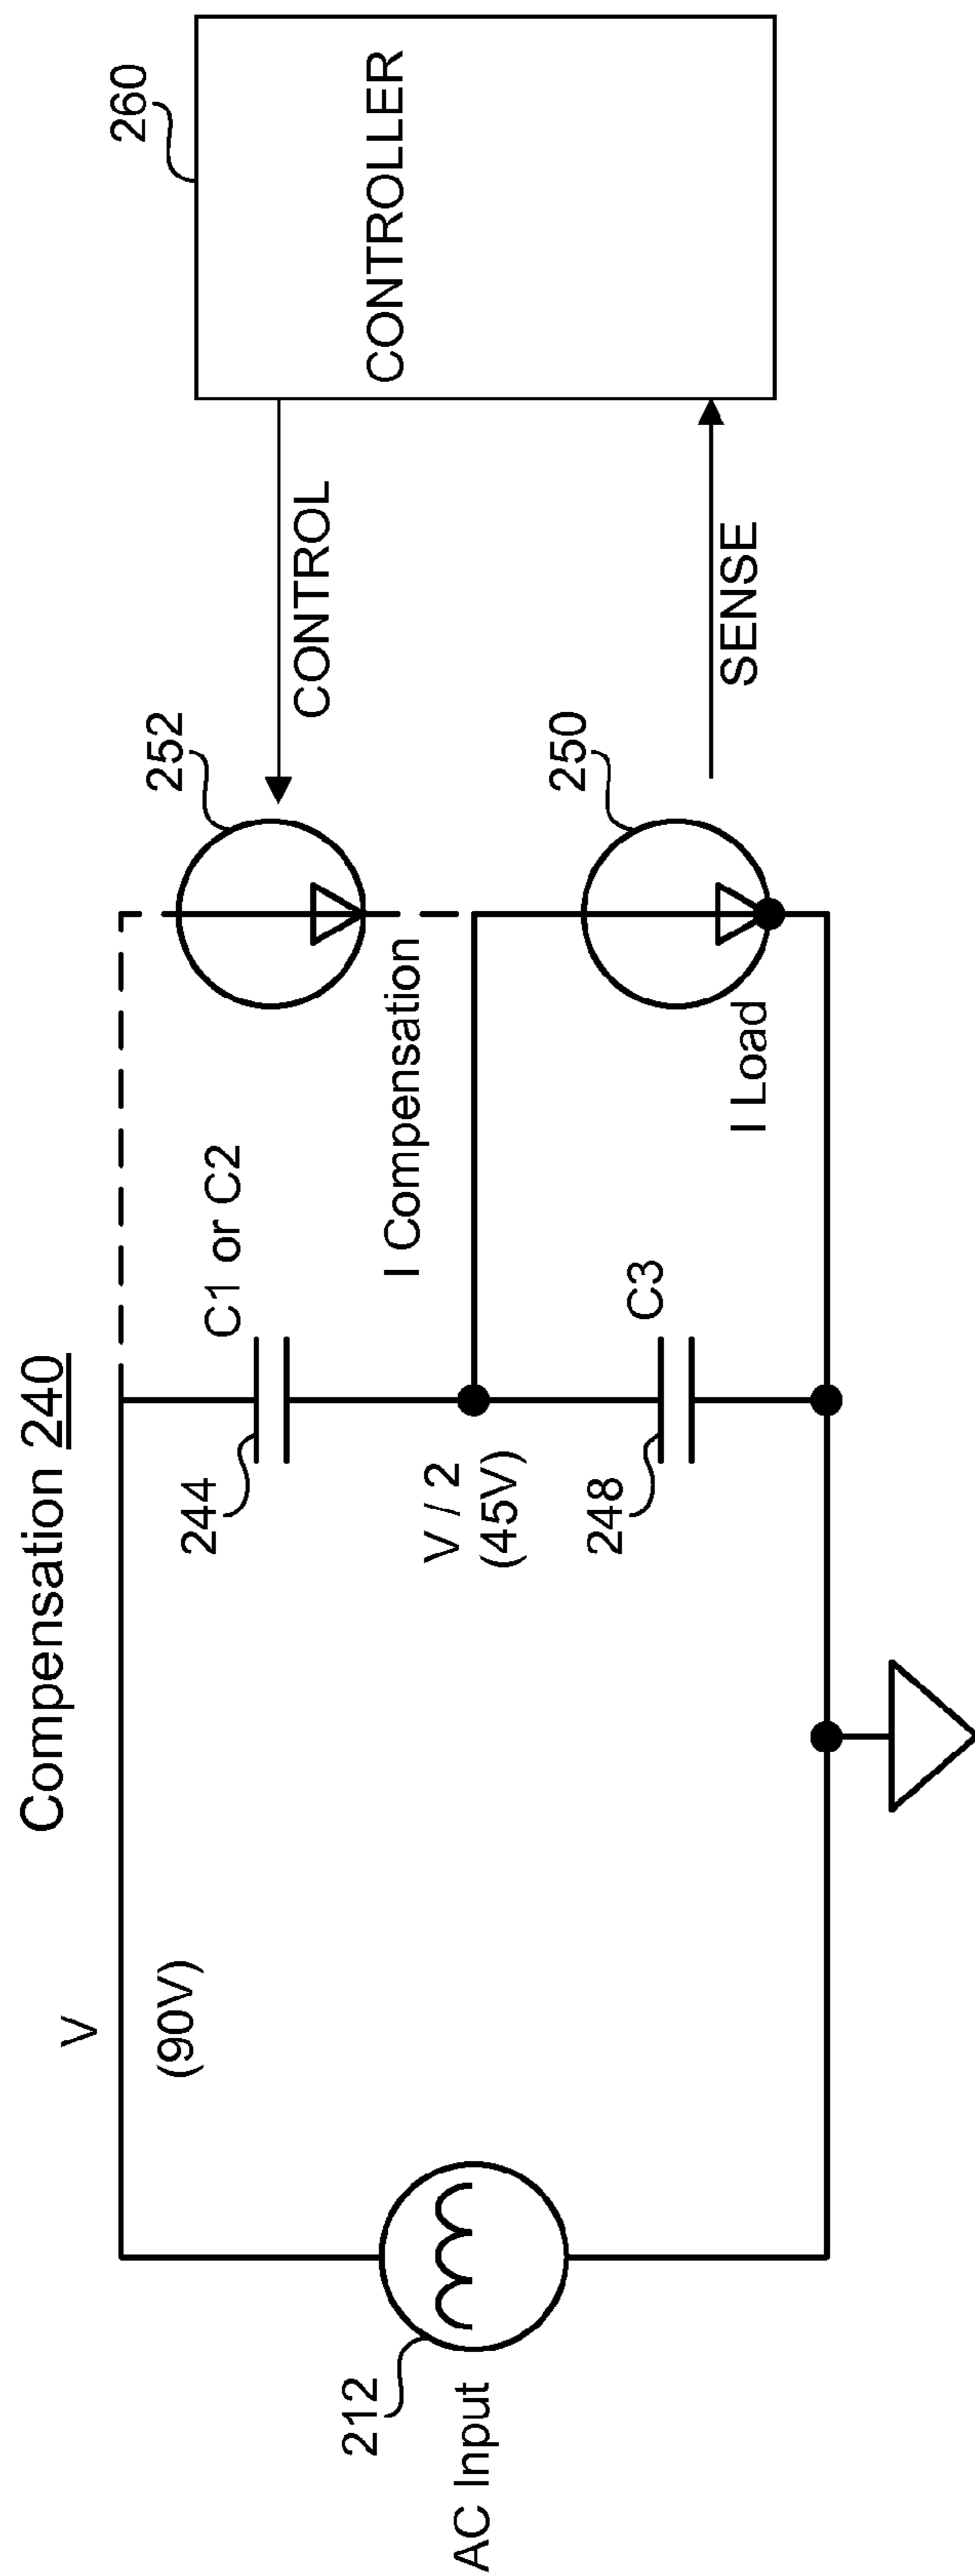 Compensation 240
V
(90V)
212
AC Input
244
C1 or C2
V / 2
(45V)
248
C3
252
I Compensation
250
I Load
CONTROL
SENSE
260
CONTROLLER